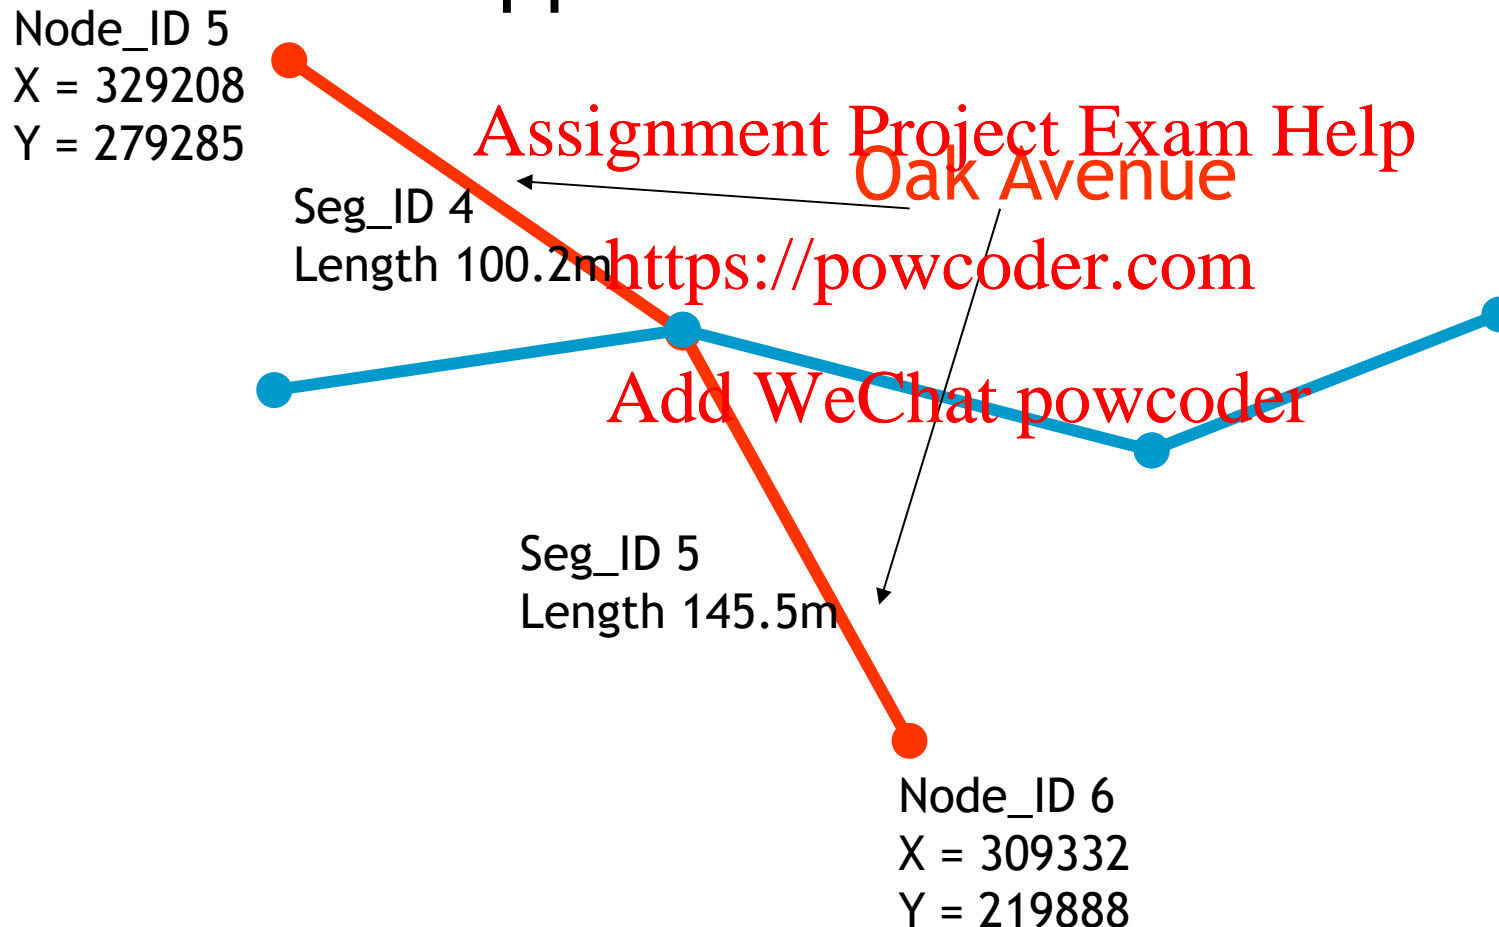 Node_ID 5
X = 329208
Y = 279285
Assignment Project Exam Help
Oak Avenue
Seg_ID 4
Length 100.2m
https://powcoder.com
Add WeChat powcoder
Seg_ID 5
Length 145.5m
Node_ID 6
X = 309332
Y = 219888